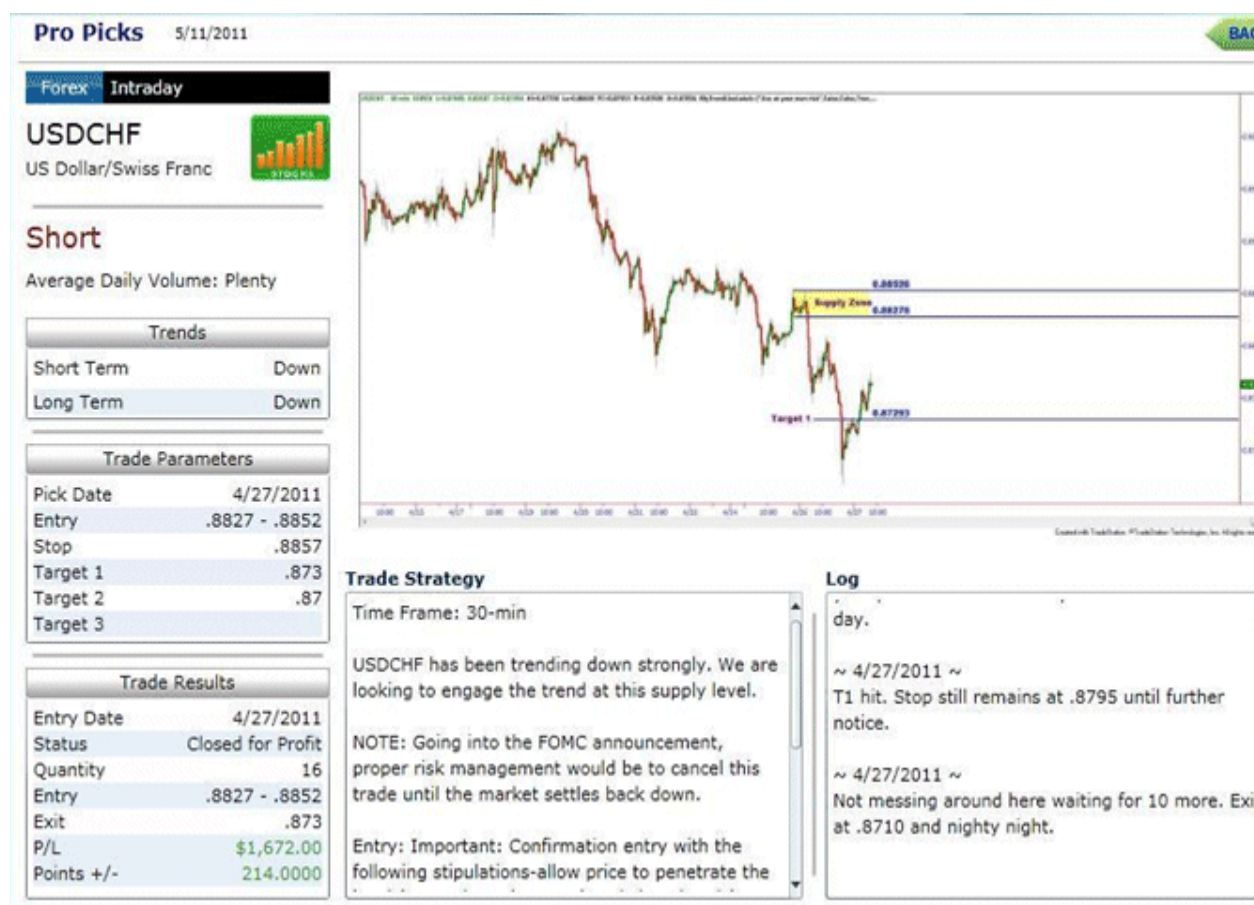 Pro Picks 5/11/2011
Forex Intraday
USDCHF
US Dollar/Swiss Franc
STOCKS
Short
Average Daily Volume: Plenty
Trends
Short Term Down
Long Term Down
Trade Parameters
Pick Date 4/27/2011
Entry .8827 - .8852
Stop .8857
Target 1 .873
Target 2 .87
Target 3
Trade Results
Entry Date 4/27/2011
Status Closed for Profit
Quantity 16
Entry .8827 - .8852
Exit .873
P/L $1,672.00
Points +/- 214.0000
0.88526
Supply Zone
0.88276
Target 1
0.87293
Trade Strategy
Time Frame: 30-min
USDCHF has been trending down strongly. We are
looking to engage the trend at this supply level.
NOTE: Going into the FOMC announcement,
proper risk management would be to cancel this
trade until the market settles back down.
Entry: Important: Confirmation entry with the
following stipulations-allow price to penetrate the
Log
day.
~ 4/27/2011 ~
T1 hit. Stop still remains at .8795 until further
notice.
~ 4/27/2011 ~
Not messing around here waiting for 10 more. Exi
at .8710 and nighty night.